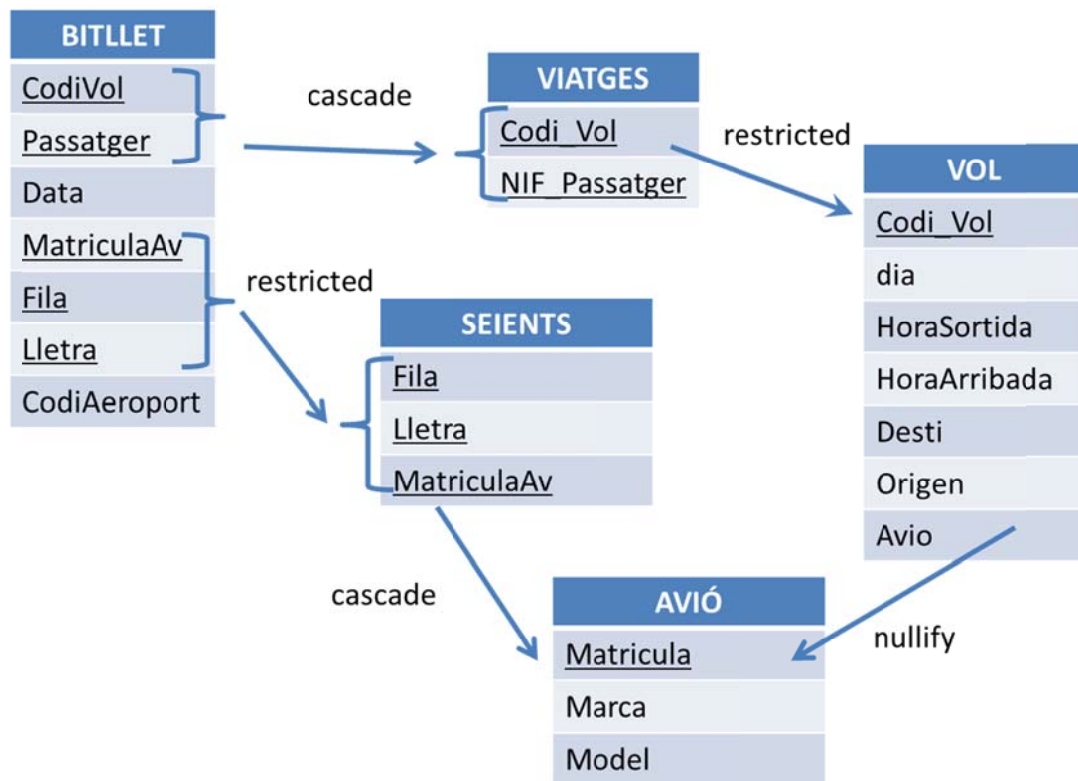 BITLLET
CodiVol
Passatger
Data
MatriculaAv
Fila
Lletra
CodiAeroport
cascade
VIATGES
Codi_Vol
NIF_Passatger
restricted
VOL
Codi_Vol
dia
HoraSortida
HoraArribada
Desti
Origen
Avio
restricted
SEIENTS
Fila
Lletra
MatriculaAv
cascade
AVIÓ
Matricula
Marca
Model
nullify